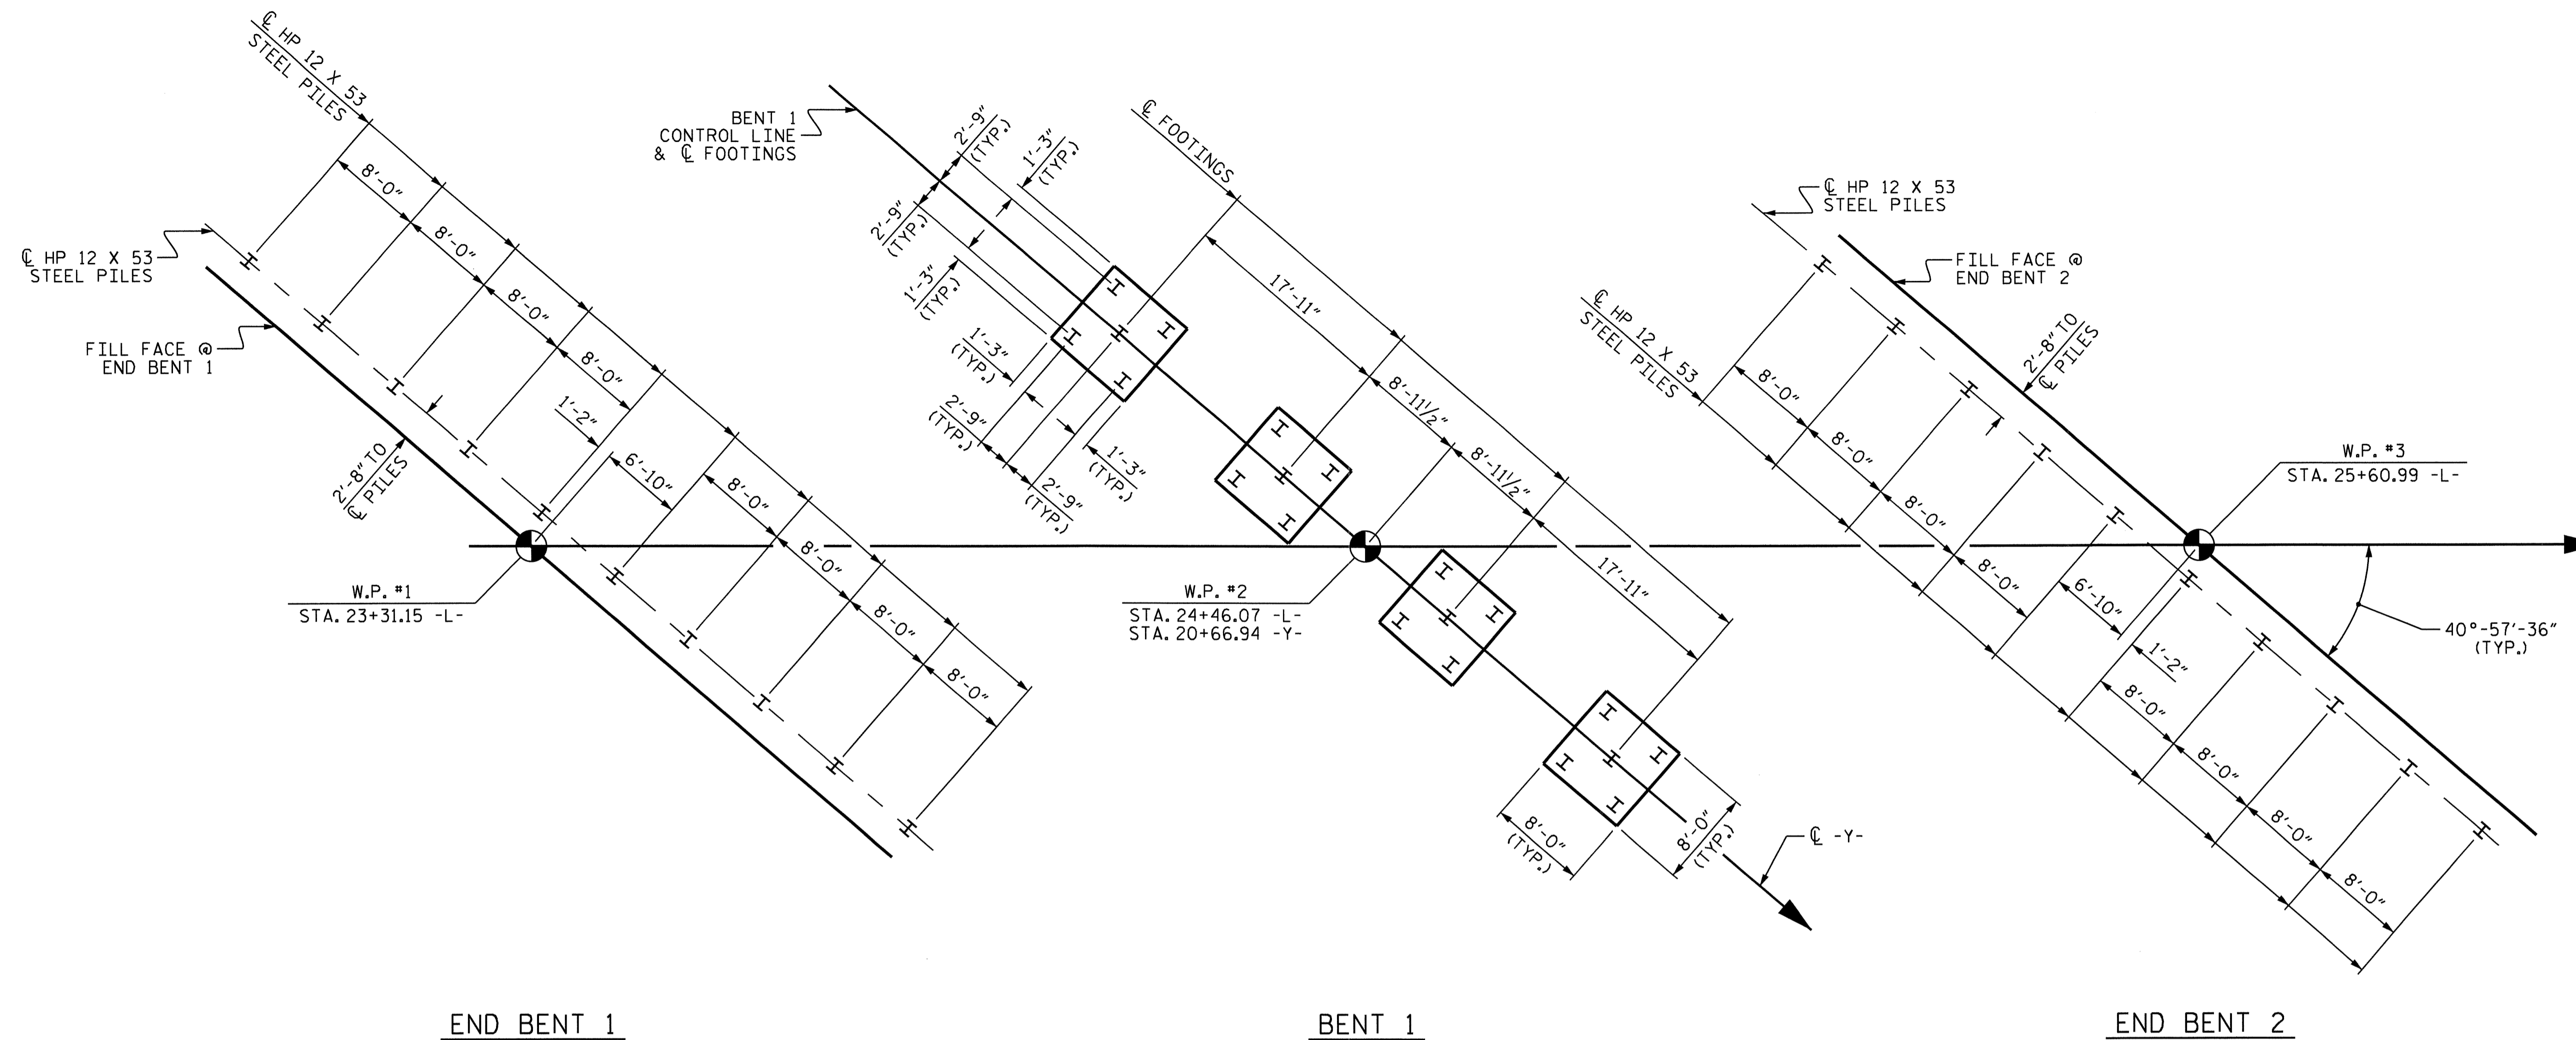 ℄ HP 12 X 53
STEEL PILES
℄ HP 12 X 53
STEEL PILES
FILL FACE @
END BENT 1
8'-0"
8'-0"
8'-0"
8'-0"
1'-2"
6'-10"
8'-0"
8'-0"
8'-0"
8'-0"
2'-8" TO
℄ PILES
W.P. #1
STA. 23+31.15 -L-
END BENT 1
BENT 1
CONTROL LINE
& ℄ FOOTINGS
2'-9"
(TYP.)
1'-3"
(TYP.)
2'-9"
(TYP.)
1'-3"
(TYP.)
1'-3"
(TYP.)
2'-9"
(TYP.)
2'-9"
(TYP.)
1'-3"
(TYP.)
℄ FOOTINGS
17'-11"
8'-11 1/2"
8'-11 1/2"
17'-11"
W.P. #2
STA. 24+46.07 -L-
STA. 20+66.94 -Y-
8'-0"
(TYP.)
8'-0"
(TYP.)
℄ -Y-
BENT 1
℄ HP 12 X 53
STEEL PILES
FILL FACE @
END BENT 2
℄ HP 12 X 53
STEEL PILES
2'-8" TO
℄ PILES
8'-0"
8'-0"
8'-0"
8'-0"
6'-10"
1'-2"
8'-0"
8'-0"
8'-0"
8'-0"
W.P. #3
STA. 25+60.99 -L-
40°-57'-36"
(TYP.)
END BENT 2